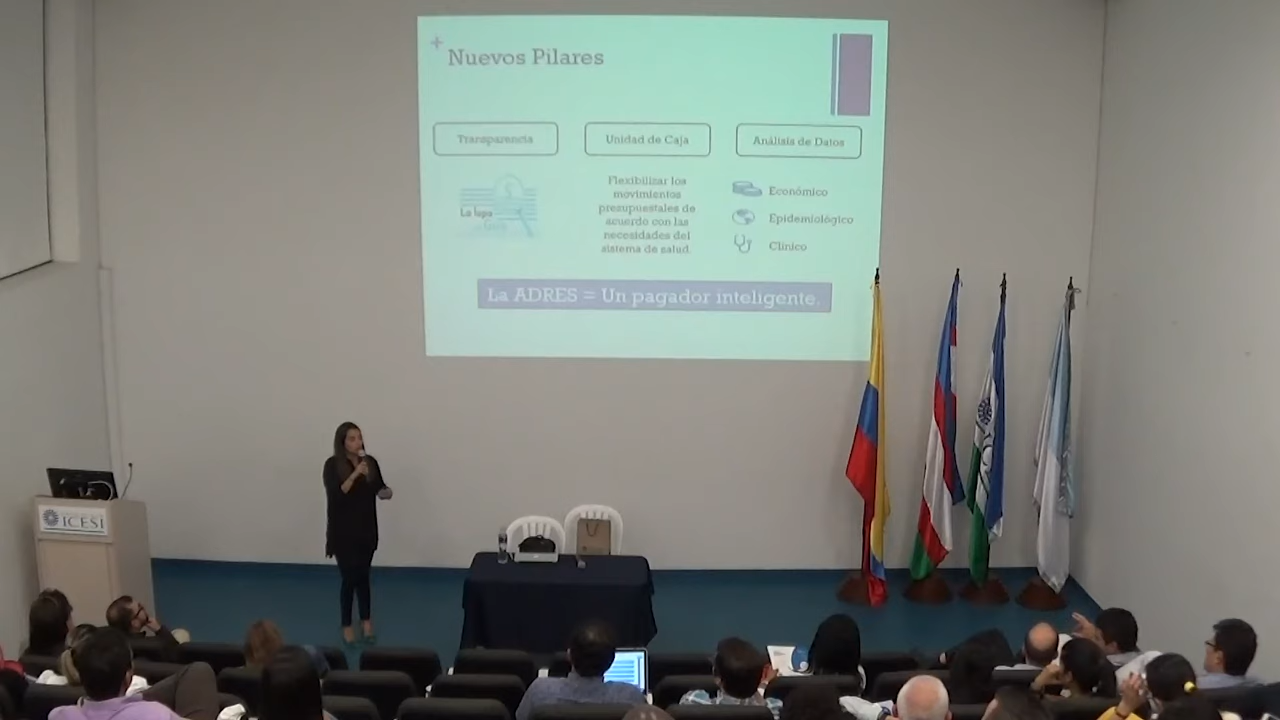 +
Nuevos Pilares
Transparencia
Unidad de Caja
Análisis de Datos
La lupa
Flexibilizar los
movimientos
presupuestales de
acuerdo con las
necesidades del
sistema de salud
Económico
Epidemiológico
Clínico
La ADRES = Un pagador inteligente.
ICESI